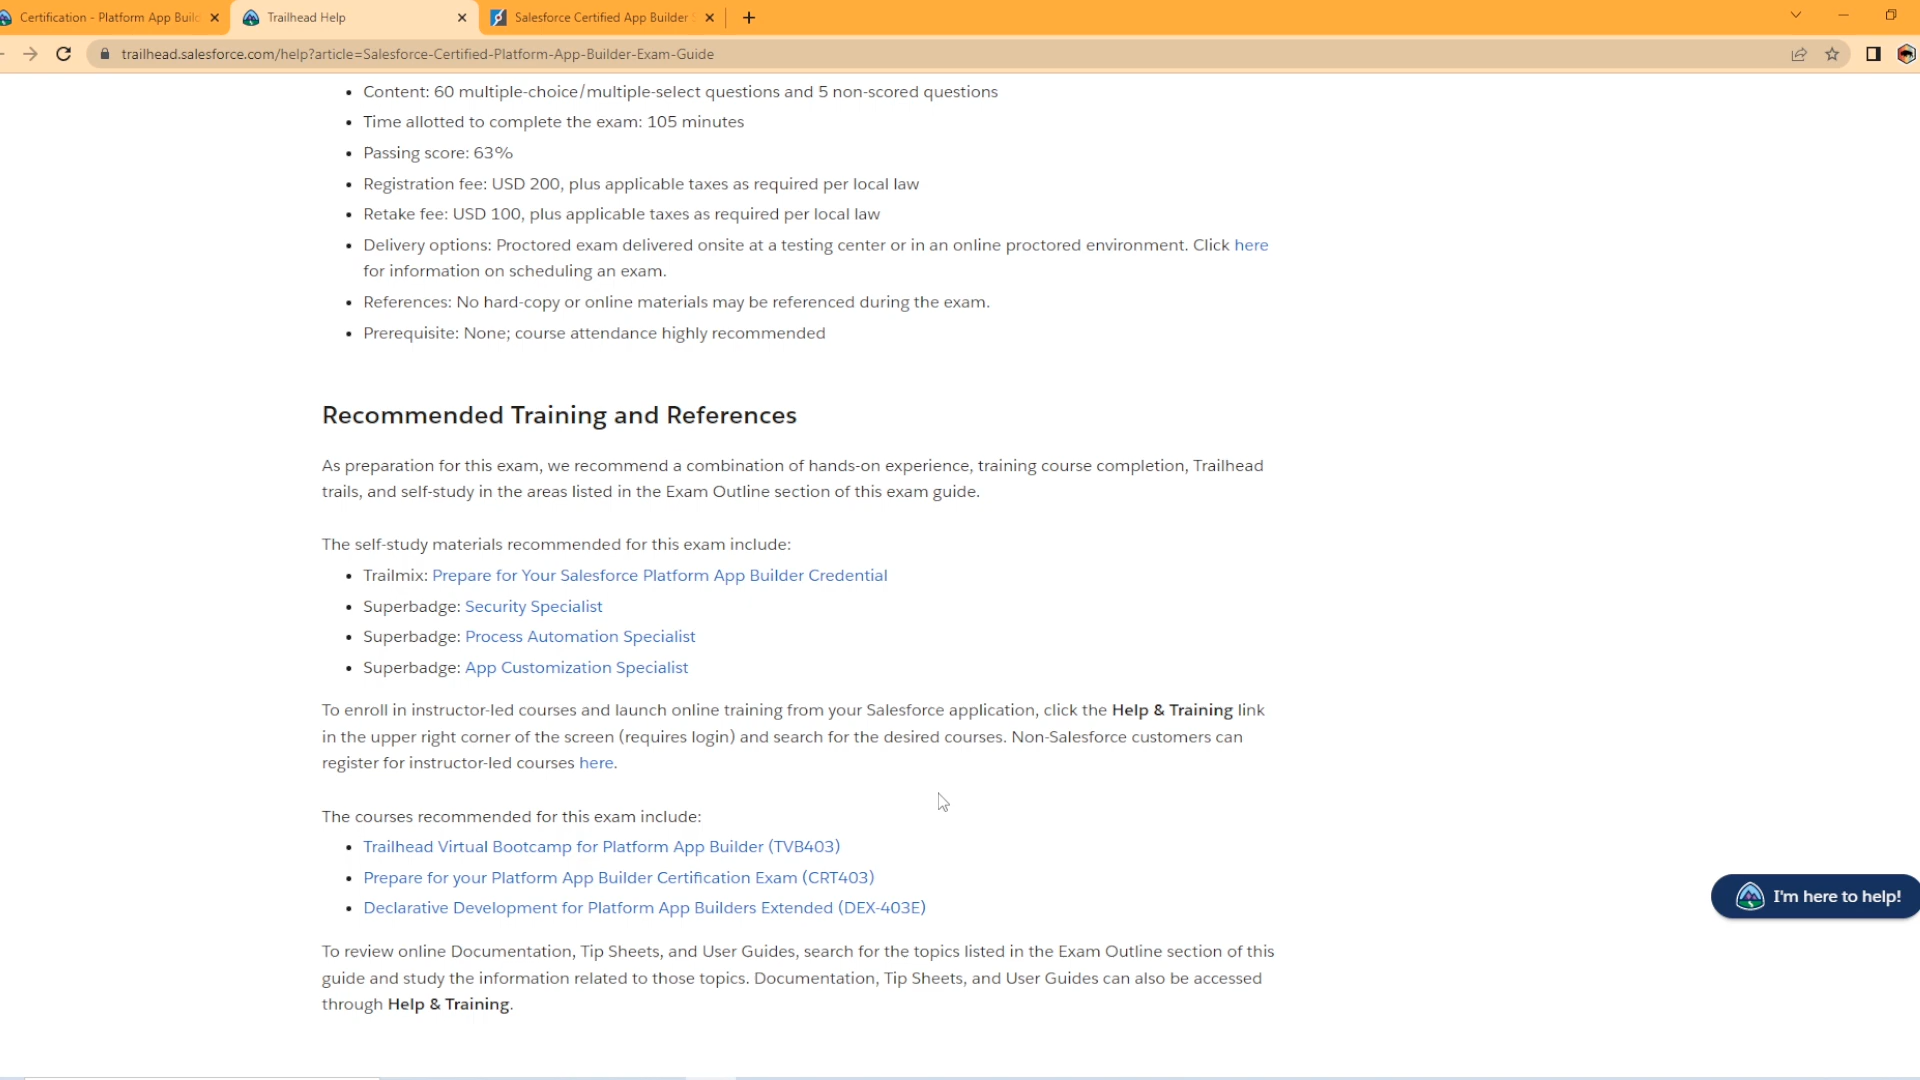 Certification - Platform App Build
Trailhead Help
Salesforce Certified App Builder
trailhead.salesforce.com/help?article=Salesforce-Certified-Platform-App-Builder-Exam-Guide
• Content: 60 multiple-choice/multiple-select questions and 5 non-scored questions
• Time allotted to complete the exam: 105 minutes
• Passing score: 63%
• Registration fee: USD 200, plus applicable taxes as required per local law
• Retake fee: USD 100, plus applicable taxes as required per local law
• Delivery options: Proctored exam delivered onsite at a testing center or in an online proctored environment. Click here
for information on scheduling an exam.
• References: No hard-copy or online materials may be referenced during the exam.
• Prerequisite: None; course attendance highly recommended
Recommended Training and References
As preparation for this exam, we recommend a combination of hands-on experience, training course completion, Trailhead
trails, and self-study in the areas listed in the Exam Outline section of this exam guide.
The self-study materials recommended for this exam include:
• Trailmix: Prepare for Your Salesforce Platform App Builder Credential
• Superbadge: Security Specialist
• Superbadge: Process Automation Specialist
• Superbadge: App Customization Specialist
To enroll in instructor-led courses and launch online training from your Salesforce application, click the Help & Training link
in the upper right corner of the screen (requires login) and search for the desired courses. Non-Salesforce customers can
register for instructor-led courses here.
The courses recommended for this exam include:
• Trailhead Virtual Bootcamp for Platform App Builder (TVB403)
• Prepare for your Platform App Builder Certification Exam (CRT403)
• Declarative Development for Platform App Builders Extended (DEX-403E)
I'm here to help!
To review online Documentation, Tip Sheets, and User Guides, search for the topics listed in the Exam Outline section of this
guide and study the information related to those topics. Documentation, Tip Sheets, and User Guides can also be accessed
through Help & Training.